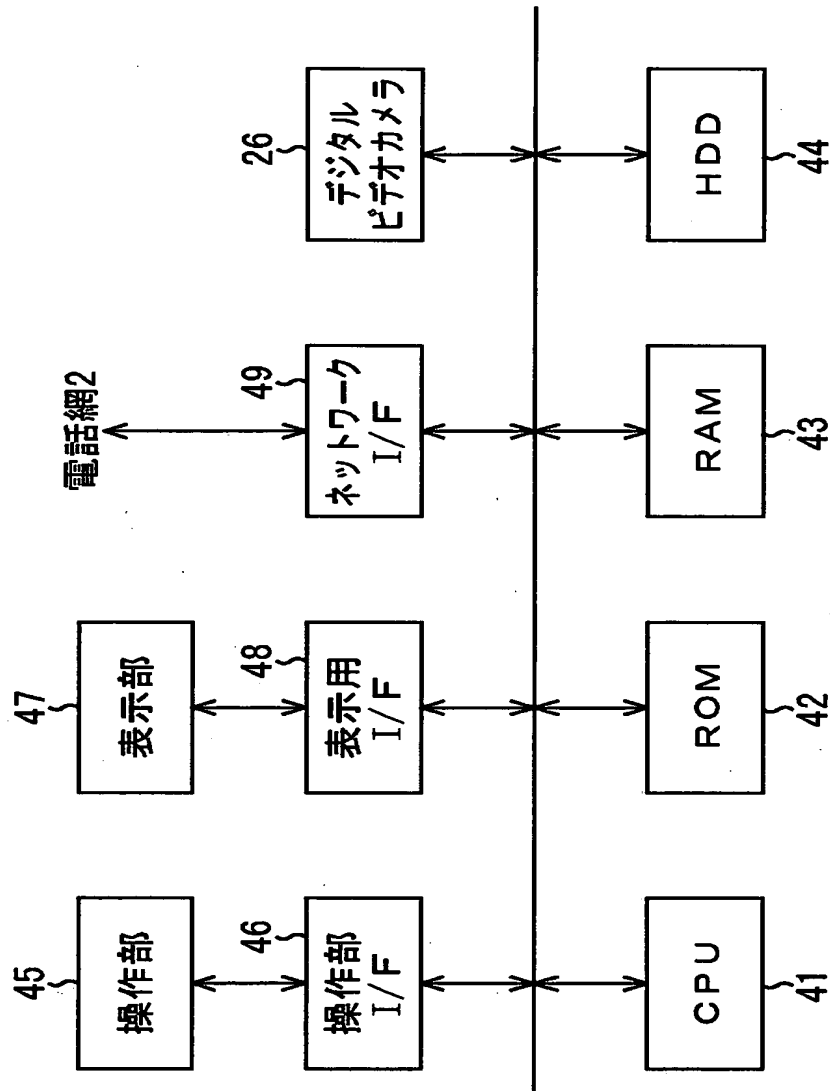 45
操作部
47
表示部
電話網2
46
操作部
I/F
48
表示用
I/F
49
ネットワーク
I/F
26
デジタル
ビデオカメラ
CPU
41
ROM
42
RAM
43
HDD
44